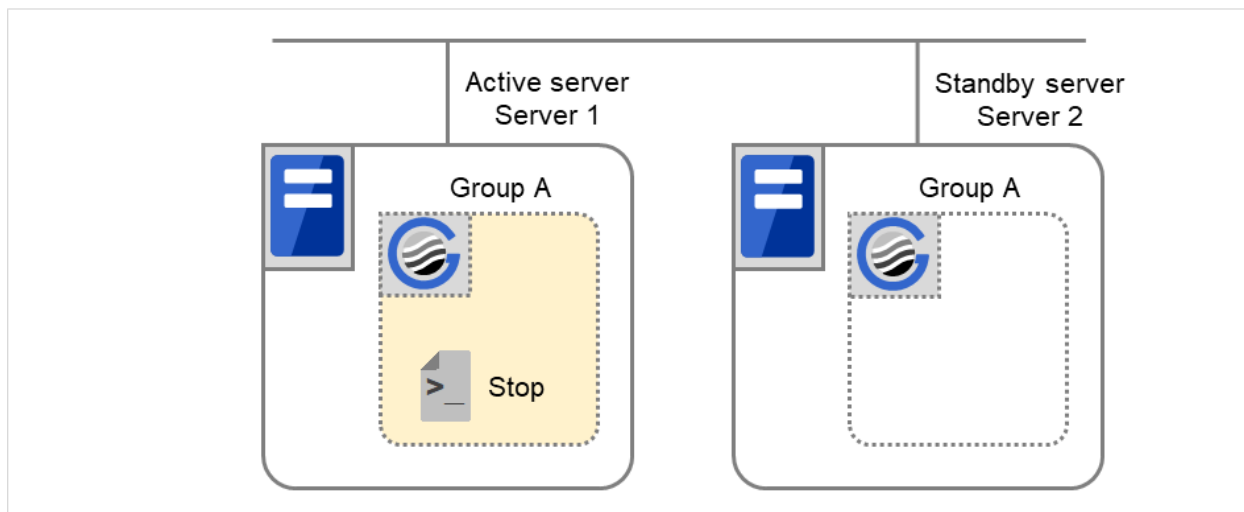 Active server
Server 1
Standby server
Server 2
Group A
Group A
>_
Stop